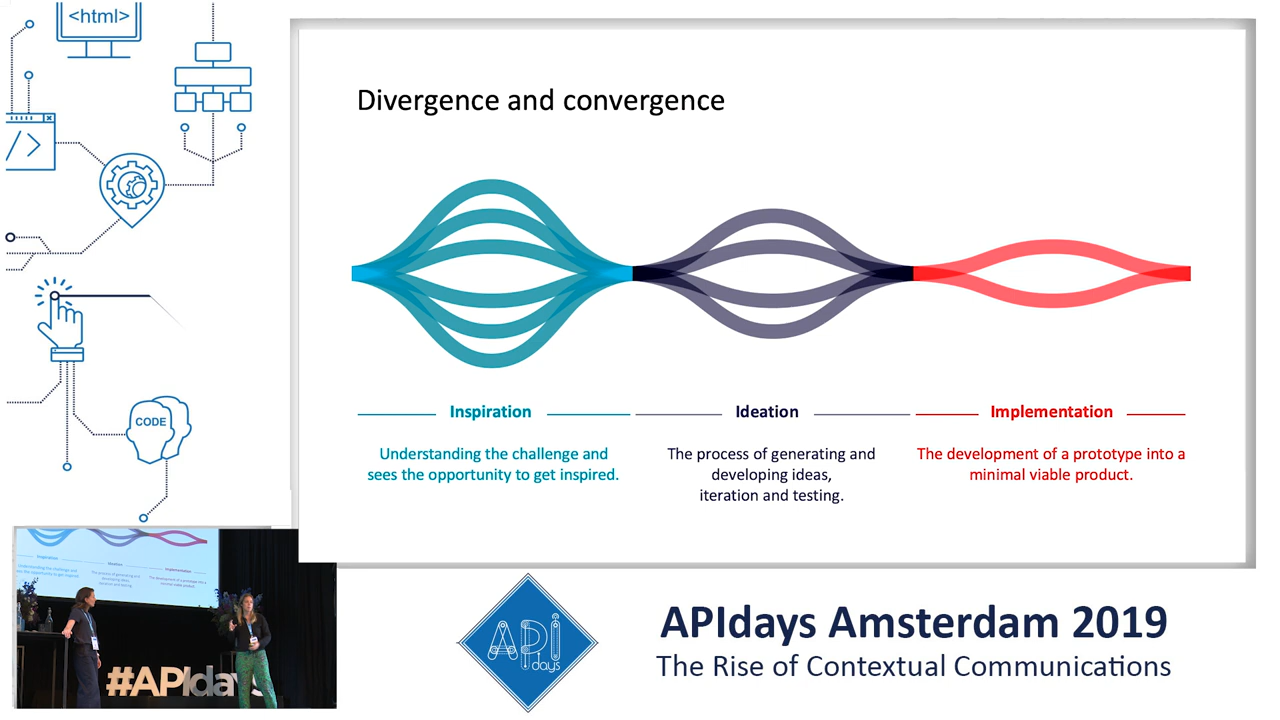 <html>
</>
CODE
Divergence and convergence
Inspiration
Understanding the challenge and
sees the opportunity to get inspired.
Ideation
The process of generating and
developing ideas,
iteration and testing.
Implementation
The development of a prototype into a
minimal viable product.
#APIdays
API
days
APIdays Amsterdam 2019
The Rise of Contextual Communications